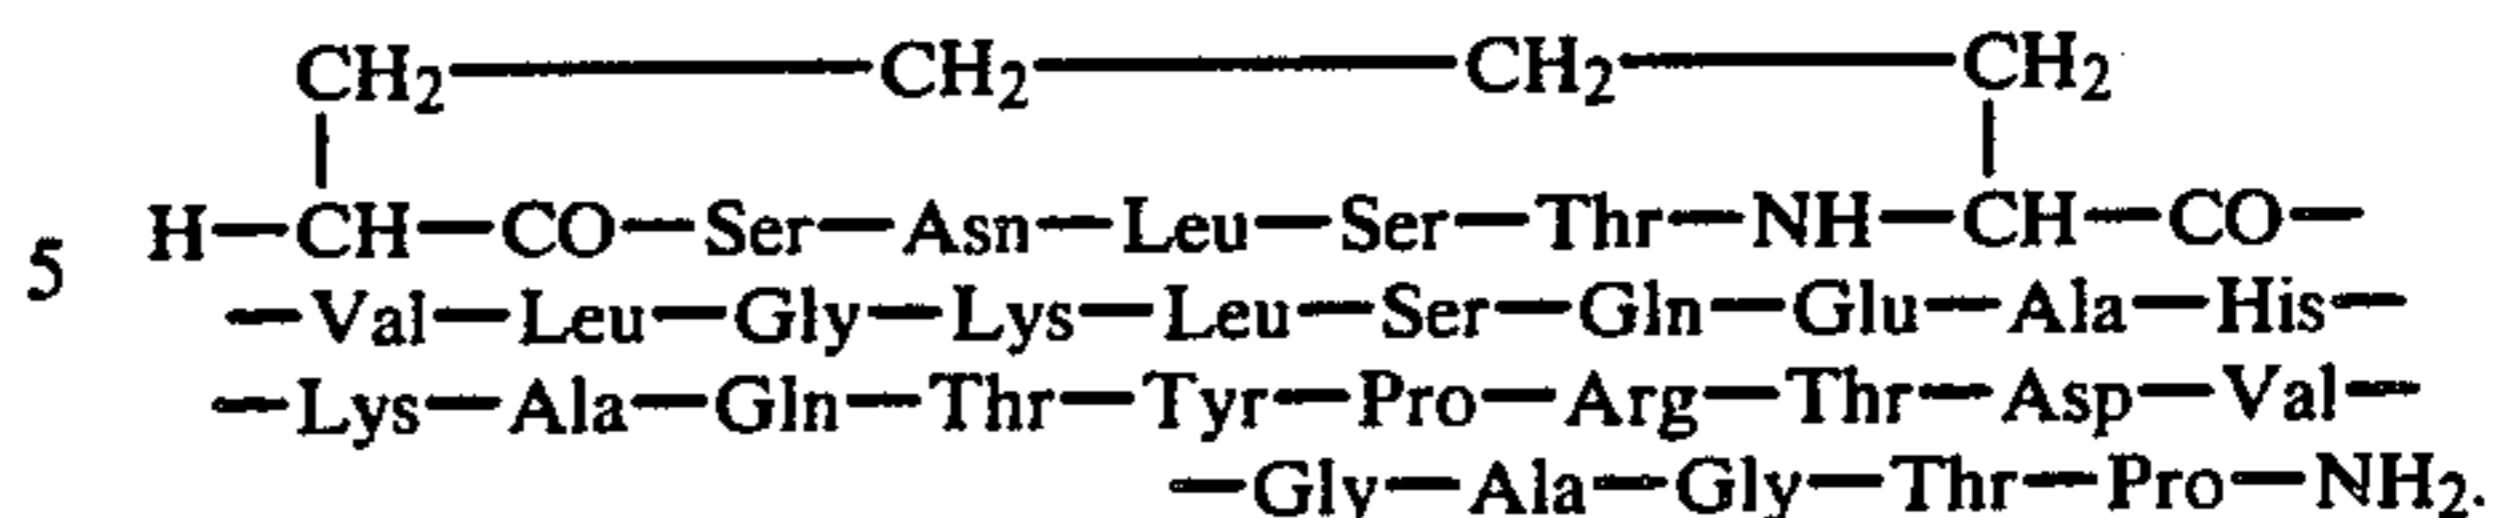 CH2—CH2—CH2—CH2
5 H—CH—CO—Ser—Asn—Leu—Ser—Thr—NH—CH—CO—
—Val—Leu—Gly—Lys—Leu—Ser—Gln—Glu—Ala—His—
—Lys—Ala—Gln—Thr—Tyr—Pro—Arg—Thr—Asp—Val—
—Gly—Ala—Gly—Thr—Pro—NH2.